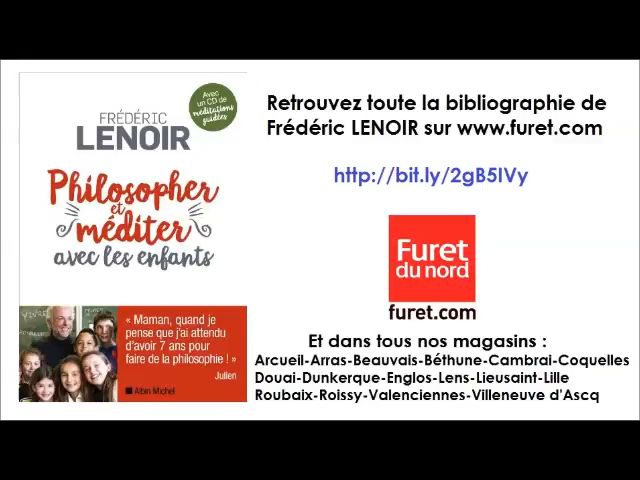 Avec
un CD de
méditations
guidées
FRÉDÉRIC
LENOIR
Philosopher
et
méditer
avec les enfants
« Maman, quand je
pense que j'ai attendu
d'avoir 7 ans pour
faire de la philosophie ! »
Julien
Albin Michel
Retrouvez toute la bibliographie de
Frédéric LENOIR sur www.furet.com
http://bit.ly/2gB5IVy
Furet
du nord
furet.com
Et dans tous nos magasins :
Arcueil-Arras-Beauvais-Béthune-Cambrai-Coquelles
Douai-Dunkerque-Englos-Lens-Lieusaint-Lille
Roubaix-Roissy-Valenciennes-Villeneuve d'Ascq